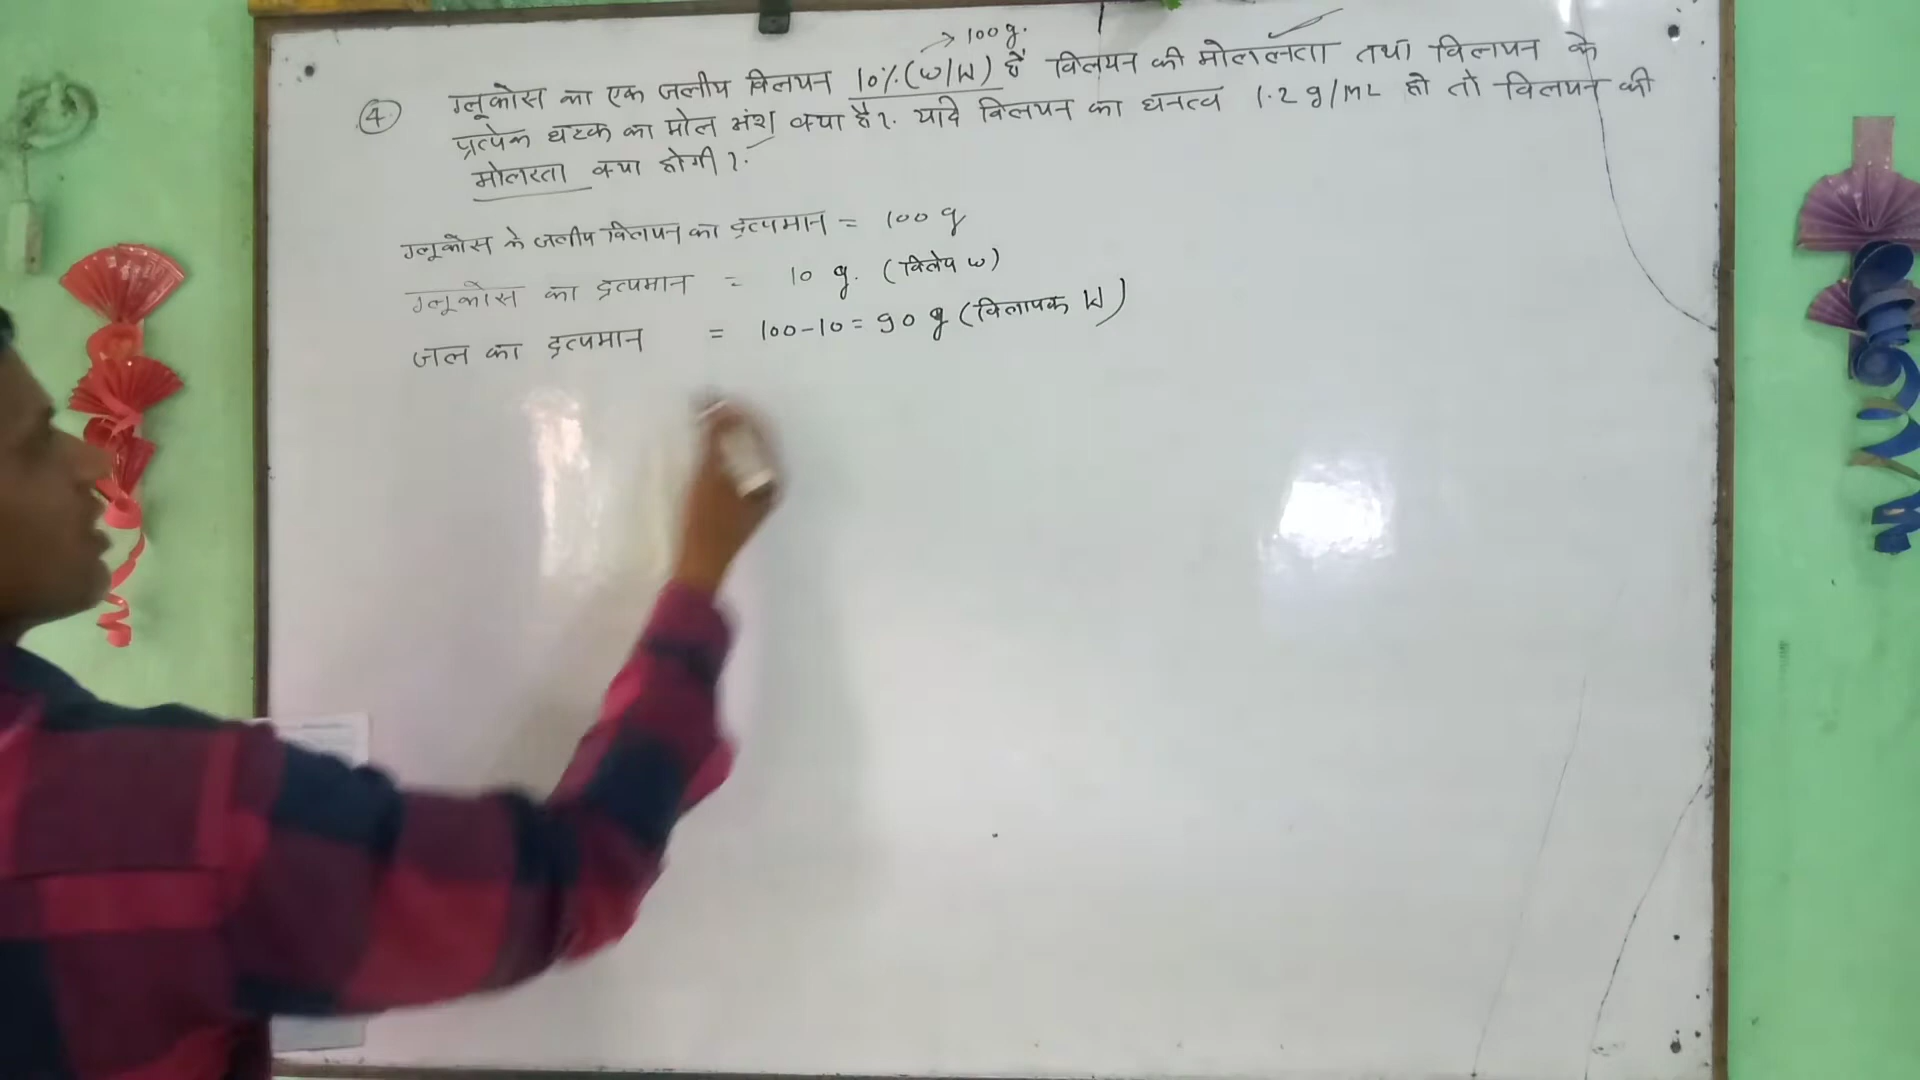 → 100 g.
④ ग्लूकोस का एक जलीय विलयन 10%(w/W) है विलयन की मोललता तथा विलयन के
प्रत्येक घटक का मोल अंश क्या है?. यदि विलयन का घनत्व 1.2 g/mL हो तो विलयन की
मोलरता क्या होगी ?.
ग्लूकोस के जलीय विलयन का द्रव्यमान = 100 g
ग्लूकोस का द्रव्यमान = 10 g. (विलेय w)
जल का द्रव्यमान = 100-10 = 90 g (विलायक W)